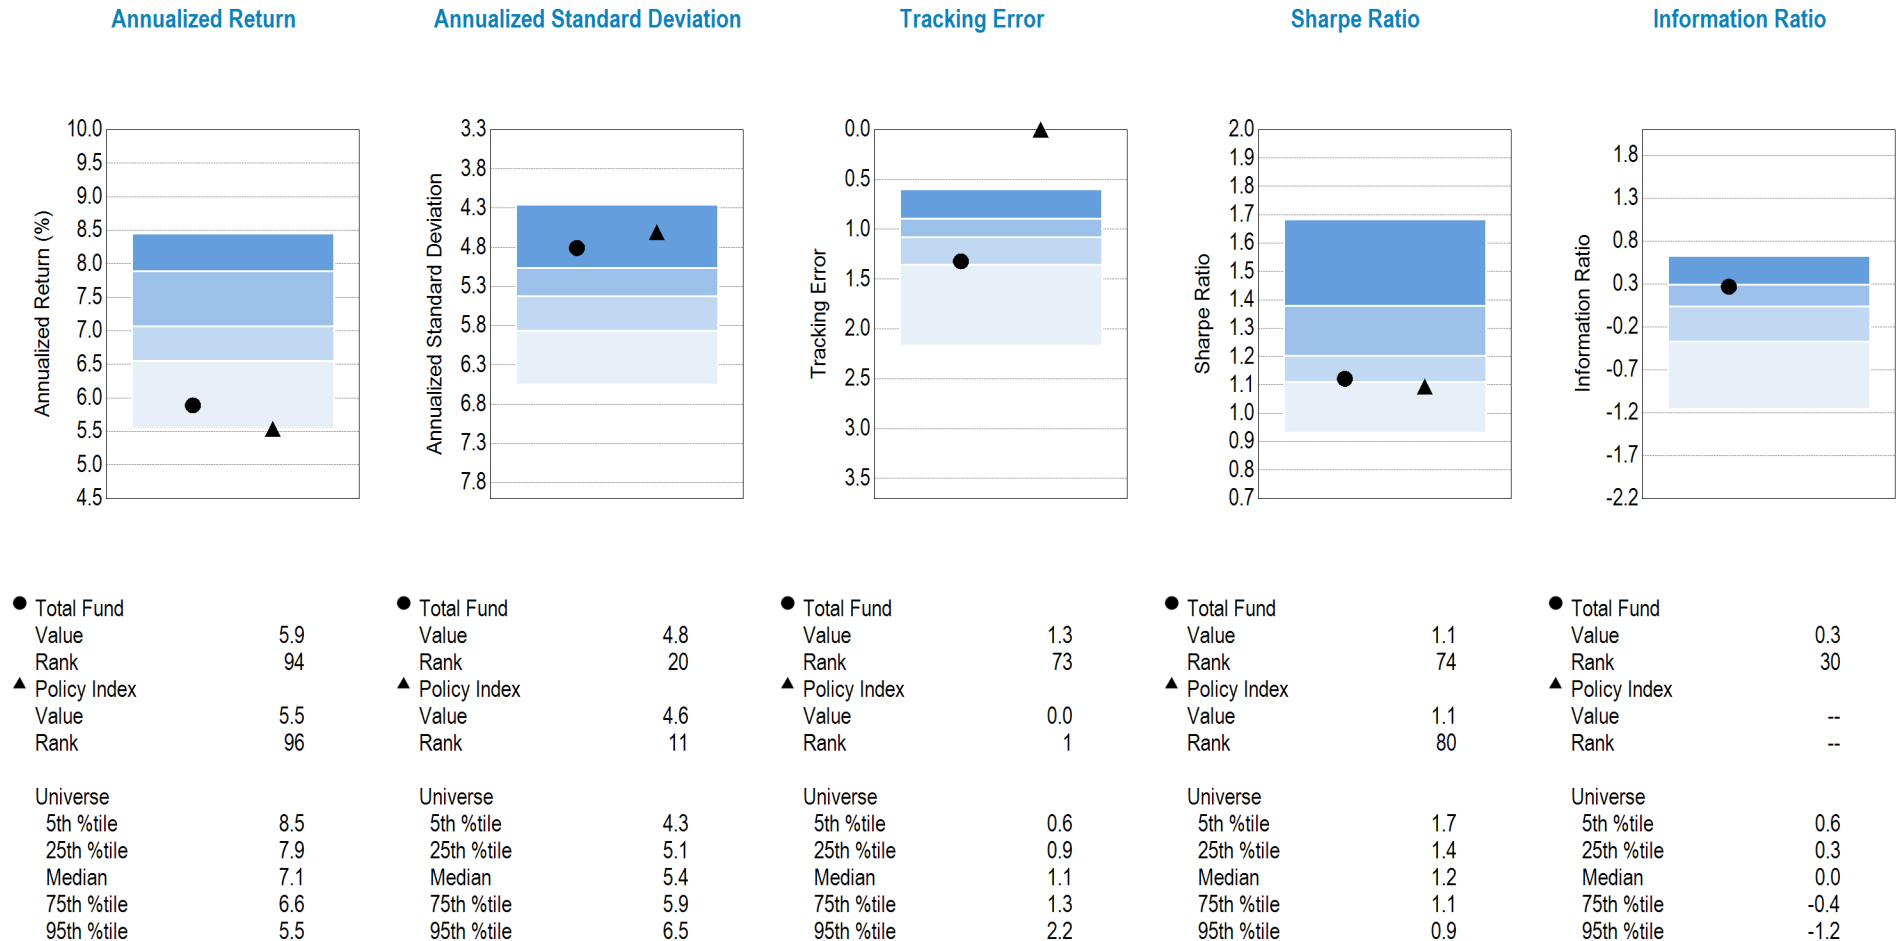 Annualized Return
Annualized Return (%)
10.0
9.5
9.0
8.5
8.0
7.5
7.0
6.5
6.0
5.5
5.0
4.5
Total Fund
Value 5.9
Rank 94
Policy Index
Value 5.5
Rank 96
Universe
5th %tile 8.5
25th %tile 7.9
Median 7.1
75th %tile 6.6
95th %tile 5.5
Annualized Standard Deviation
Annualized Standard Deviation
3.3
3.8
4.3
4.8
5.3
5.8
6.3
6.8
7.3
7.8
Total Fund
Value 4.8
Rank 20
Policy Index
Value 4.6
Rank 11
Universe
5th %tile 4.3
25th %tile 5.1
Median 5.4
75th %tile 5.9
95th %tile 6.5
Tracking Error
Tracking Error
0.0
0.5
1.0
1.5
2.0
2.5
3.0
3.5
Total Fund
Value 1.3
Rank 73
Policy Index
Value 0.0
Rank 1
Universe
5th %tile 0.6
25th %tile 0.9
Median 1.1
75th %tile 1.3
95th %tile 2.2
Sharpe Ratio
Sharpe Ratio
2.0
1.9
1.8
1.7
1.6
1.5
1.4
1.3
1.2
1.1
1.0
0.9
0.8
0.7
Total Fund
Value 1.1
Rank 74
Policy Index
Value 1.1
Rank 80
Universe
5th %tile 1.7
25th %tile 1.4
Median 1.2
75th %tile 1.1
95th %tile 0.9
Information Ratio
Information Ratio
1.8
1.3
0.8
0.3
-0.2
-0.7
-1.2
-1.7
-2.2
Total Fund
Value 0.3
Rank 30
Policy Index
Value --
Rank --
Universe
5th %tile 0.6
25th %tile 0.3
Median 0.0
75th %tile -0.4
95th %tile -1.2